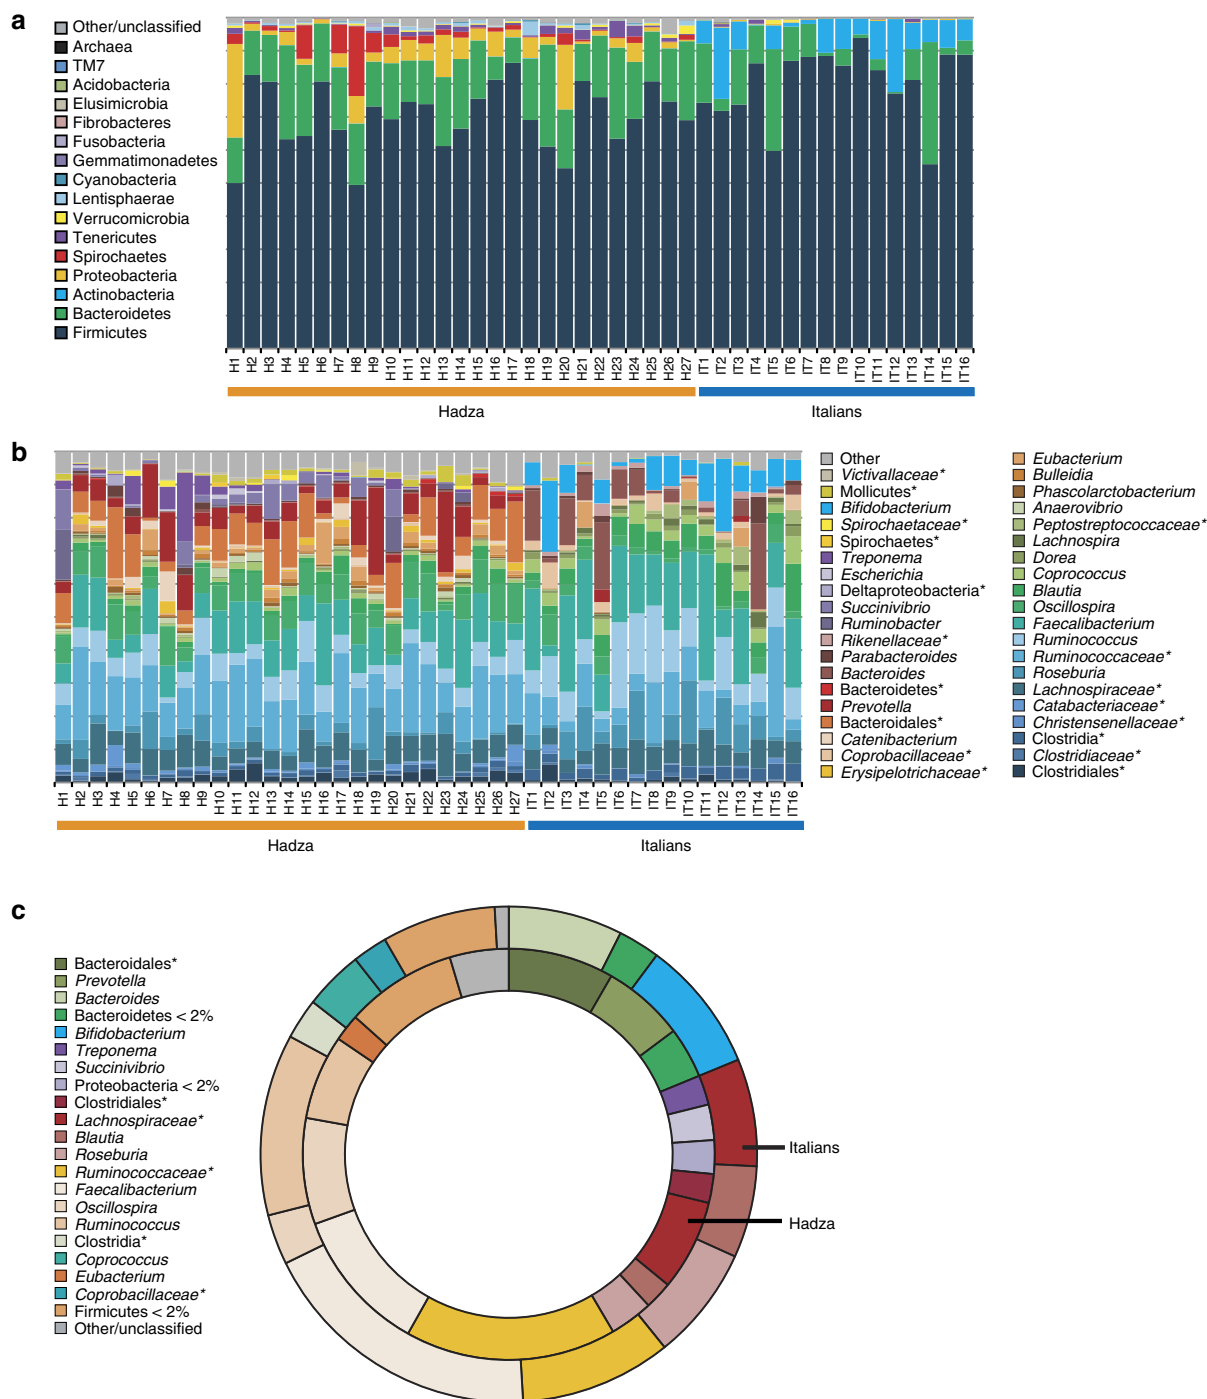 a
Other/unclassified
Archaea
TM7
Acidobacteria
Elusimicrobia
Fibrobacteres
Fusobacteria
Gemmatimonadetes
Cyanobacteria
Lentisphaerae
Verrucomicrobia
Tenericutes
Spirochaetes
Proteobacteria
Actinobacteria
Bacteroidetes
Firmicutes
H1 H2 H3 H4 H5 H6 H7 H8 H9 H10 H11 H12 H13 H14 H15 H16 H17 H18 H19 H20 H21 H22 H23 H24 H25 H26 H27 IT1 IT2 IT3 IT4 IT5 IT6 IT7 IT8 IT9 IT10 IT11 IT12 IT13 IT14 IT15 IT16
Hadza Italians
b
H1 H2 H3 H4 H5 H6 H7 H8 H9 H10 H11 H12 H13 H14 H15 H16 H17 H18 H19 H20 H21 H22 H23 H24 H25 H26 H27 IT1 IT2 IT3 IT4 IT5 IT6 IT7 IT8 IT9 IT10 IT11 IT12 IT13 IT14 IT15 IT16
Hadza Italians
Other
Victivallaceae*
Mollicutes*
Bifidobacterium
Spirochaetaceae*
Spirochaetes*
Treponema
Escherichia
Deltaproteobacteria*
Succinivibrio
Ruminobacter
Rikenellaceae*
Parabacteroides
Bacteroides
Bacteroidetes*
Prevotella
Bacteroidales*
Catenibacterium
Coprobacillaceae*
Erysipelotrichaceae*
Eubacterium
Bulleidia
Phascolarctobacterium
Anaerovibrio
Peptostreptococcaceae*
Lachnospira
Dorea
Coprococcus
Blautia
Oscillospira
Faecalibacterium
Ruminococcus
Ruminococcaceae*
Roseburia
Lachnospiraceae*
Catabacteriaceae*
Christensenellaceae*
Clostridia*
Clostridiaceae*
Clostridiales*
c
Bacteroidales*
Prevotella
Bacteroides
Bacteroidetes < 2%
Bifidobacterium
Treponema
Succinivibrio
Proteobacteria < 2%
Clostridiales*
Lachnospiraceae*
Blautia
Roseburia
Ruminococcaceae*
Faecalibacterium
Oscillospira
Ruminococcus
Clostridia*
Coprococcus
Eubacterium
Coprobacillaceae*
Firmicutes < 2%
Other/unclassified
Italians
Hadza